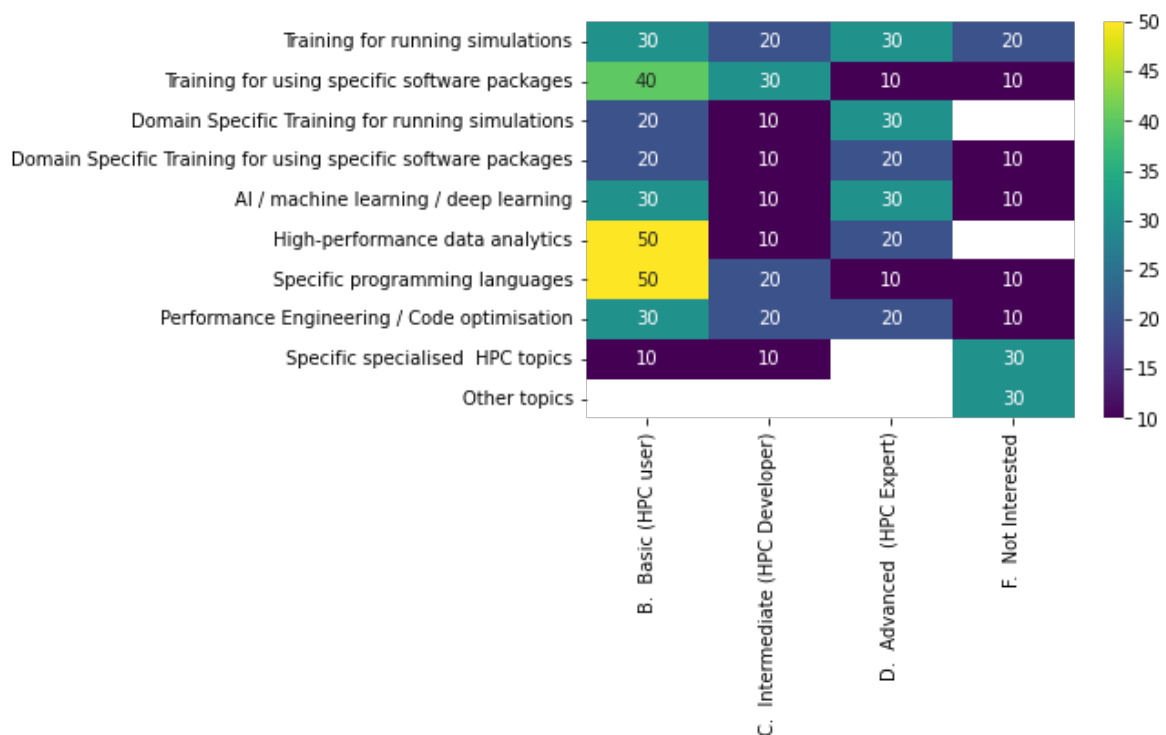 Training for running simulations 30 20 30 20
Training for using specific software packages 40 30 10 10
Domain Specific Training for running simulations 20 10 30
Domain Specific Training for using specific software packages 20 10 20 10
AI / machine learning / deep learning 30 10 30 10
High-performance data analytics 50 10 20
Specific programming languages 50 20 10 10
Performance Engineering / Code optimisation 30 20 20 10
Specific specialised  HPC topics 10 10 30
Other topics 30
B.  Basic (HPC user)
C.  Intermediate (HPC Developer)
D.  Advanced  (HPC Expert)
F.  Not Interested
50
45
40
35
30
25
20
15
10